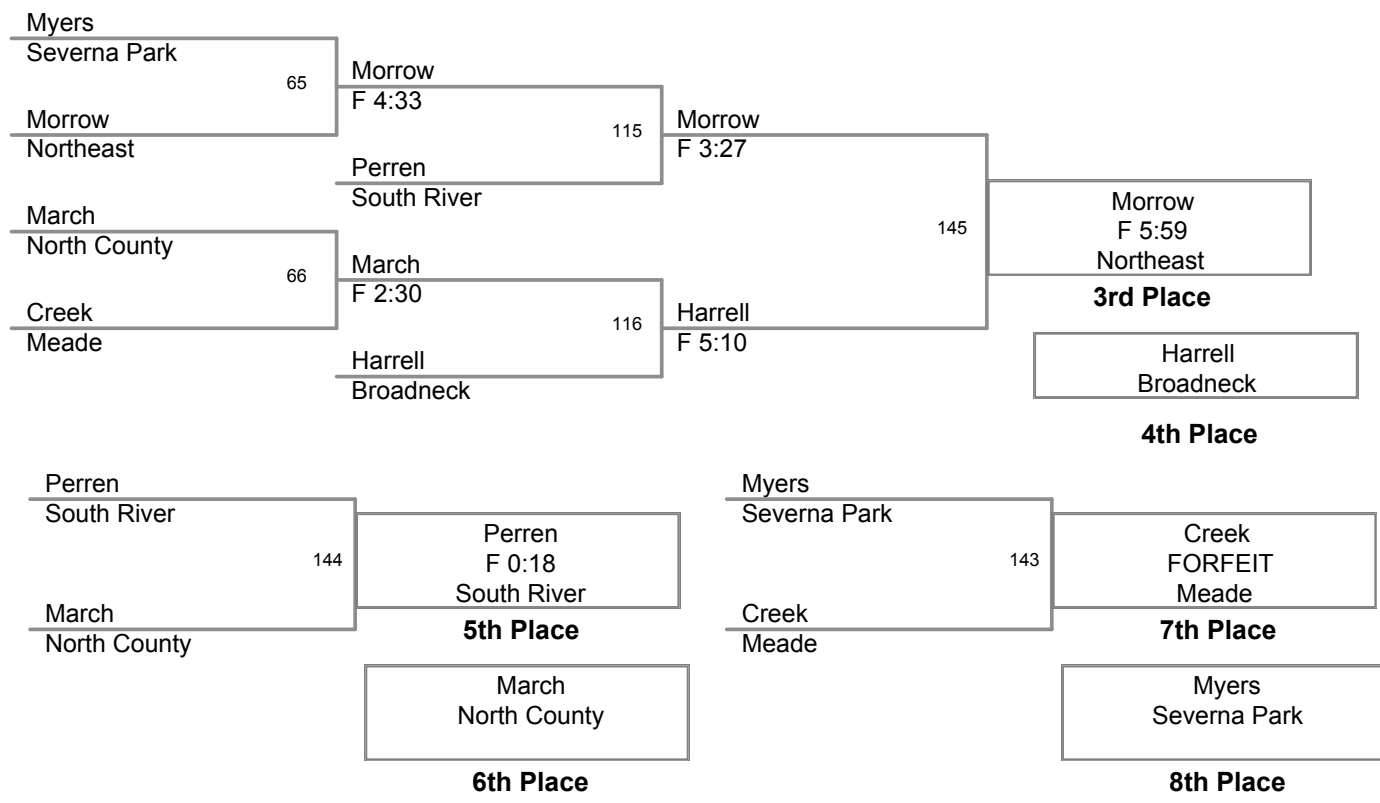 Myers
Severna Park
65
Morrow
F 4:33
Morrow
Northeast
115
Morrow
F 3:27
Perren
South River
March
North County
145
Morrow
F 5:59
Northeast
3rd Place
66
March
F 2:30
Creek
Meade
116
Harrell
F 5:10
Harrell
Broadneck
Harrell
Broadneck
4th Place
Perren
South River
144
Perren
F 0:18
South River
5th Place
March
North County
March
North County
6th Place
Myers
Severna Park
143
Creek
FORFEIT
Meade
7th Place
Creek
Meade
Myers
Severna Park
8th Place